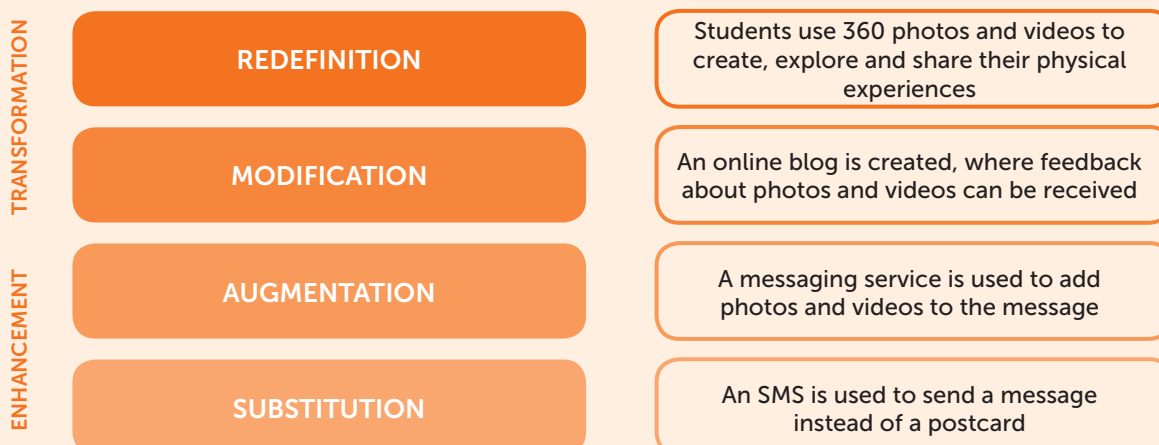 TRANSFORMATION
REDEFINITION
Students use 360 photos and videos to
create, explore and share their physical
experiences
MODIFICATION
An online blog is created, where feedback
about photos and videos can be received
ENHANCEMENT
AUGMENTATION
A messaging service is used to add
photos and videos to the message
SUBSTITUTION
An SMS is used to send a message
instead of a postcard